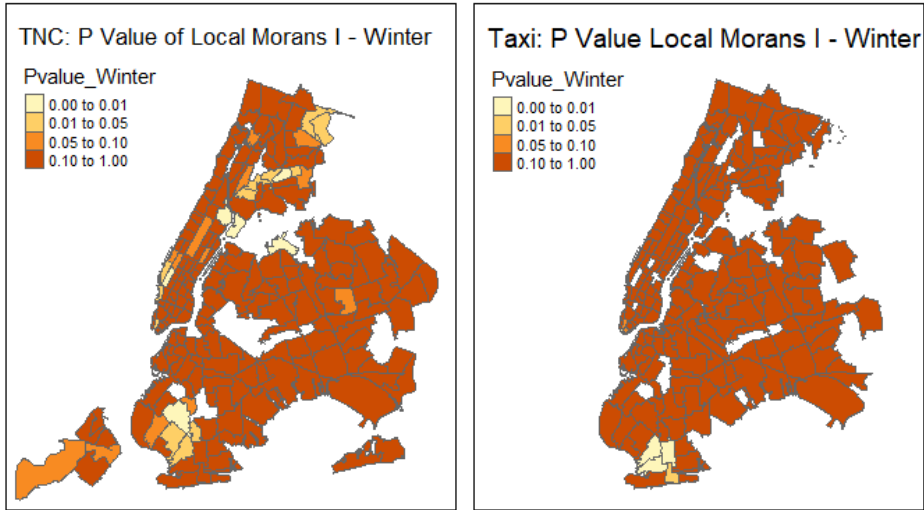 TNC: P Value of Local Morans I - Winter
Pvalue_Winter
0.00 to 0.01
0.01 to 0.05
0.05 to 0.10
0.10 to 1.00
Taxi: P Value Local Morans I - Winter
Pvalue_Winter
0.00 to 0.01
0.01 to 0.05
0.05 to 0.10
0.10 to 1.00